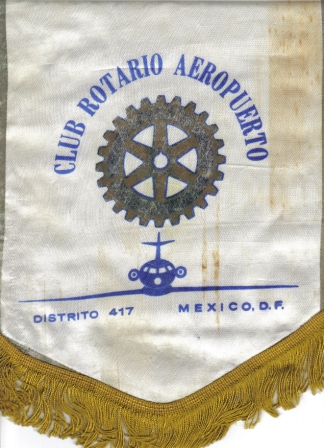 CLUB ROTARIO AEROPUERTO
DISTRITO 417 MEXICO, D.F.